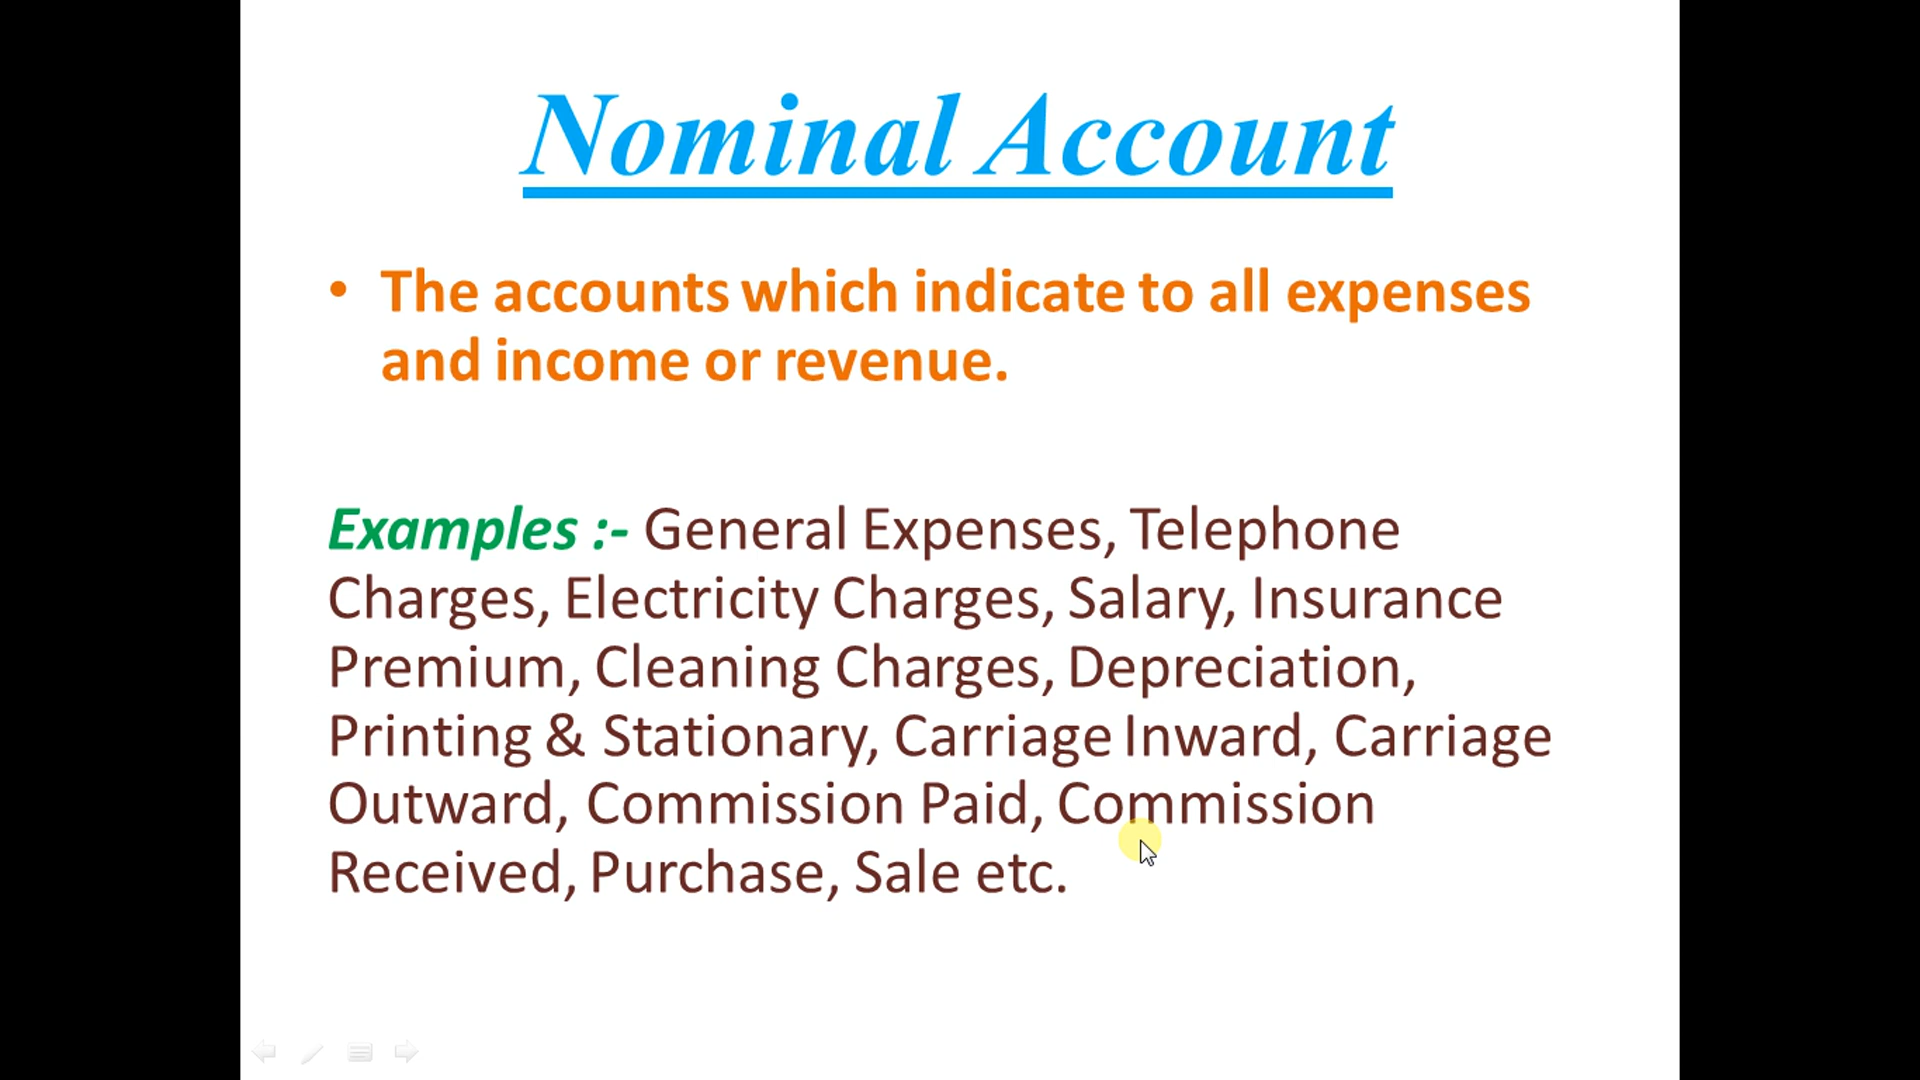 Nominal Account
• The accounts which indicate to all expenses
and income or revenue.
Examples :- General Expenses, Telephone
Charges, Electricity Charges, Salary, Insurance
Premium, Cleaning Charges, Depreciation,
Printing & Stationary, Carriage Inward, Carriage
Outward, Commission Paid, Commission
Received, Purchase, Sale etc.